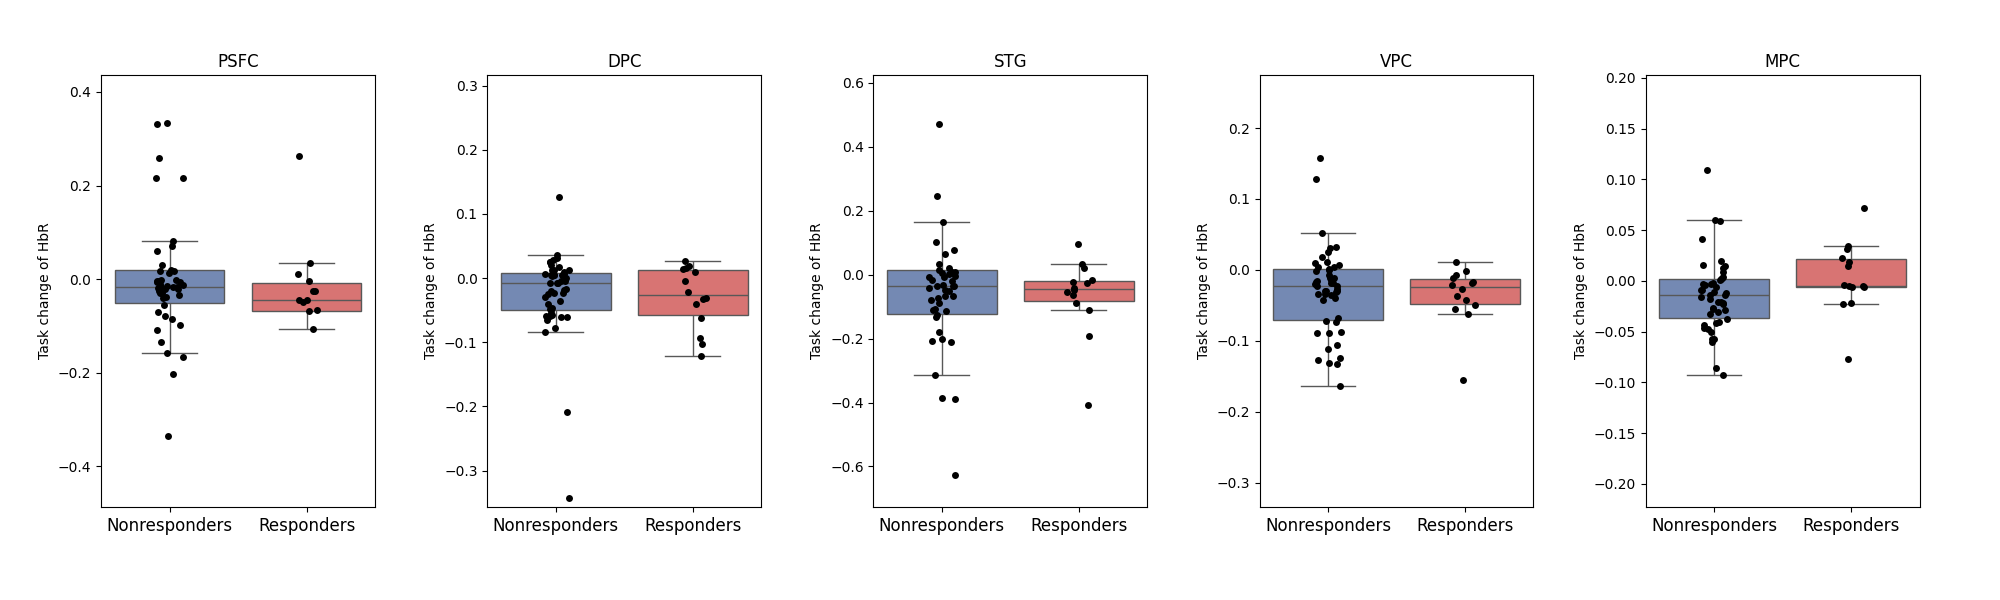 PSFC
Task change of HbR
0.4
0.2
0.0
−0.2
−0.4
Nonresponders Responders
DPC
Task change of HbR
0.3
0.2
0.1
0.0
−0.1
−0.2
−0.3
Nonresponders Responders
STG
Task change of HbR
0.6
0.4
0.2
0.0
−0.2
−0.4
−0.6
Nonresponders Responders
VPC
Task change of HbR
0.2
0.1
0.0
−0.1
−0.2
−0.3
Nonresponders Responders
MPC
Task change of HbR
0.20
0.15
0.10
0.05
0.00
−0.05
−0.10
−0.15
−0.20
Nonresponders Responders